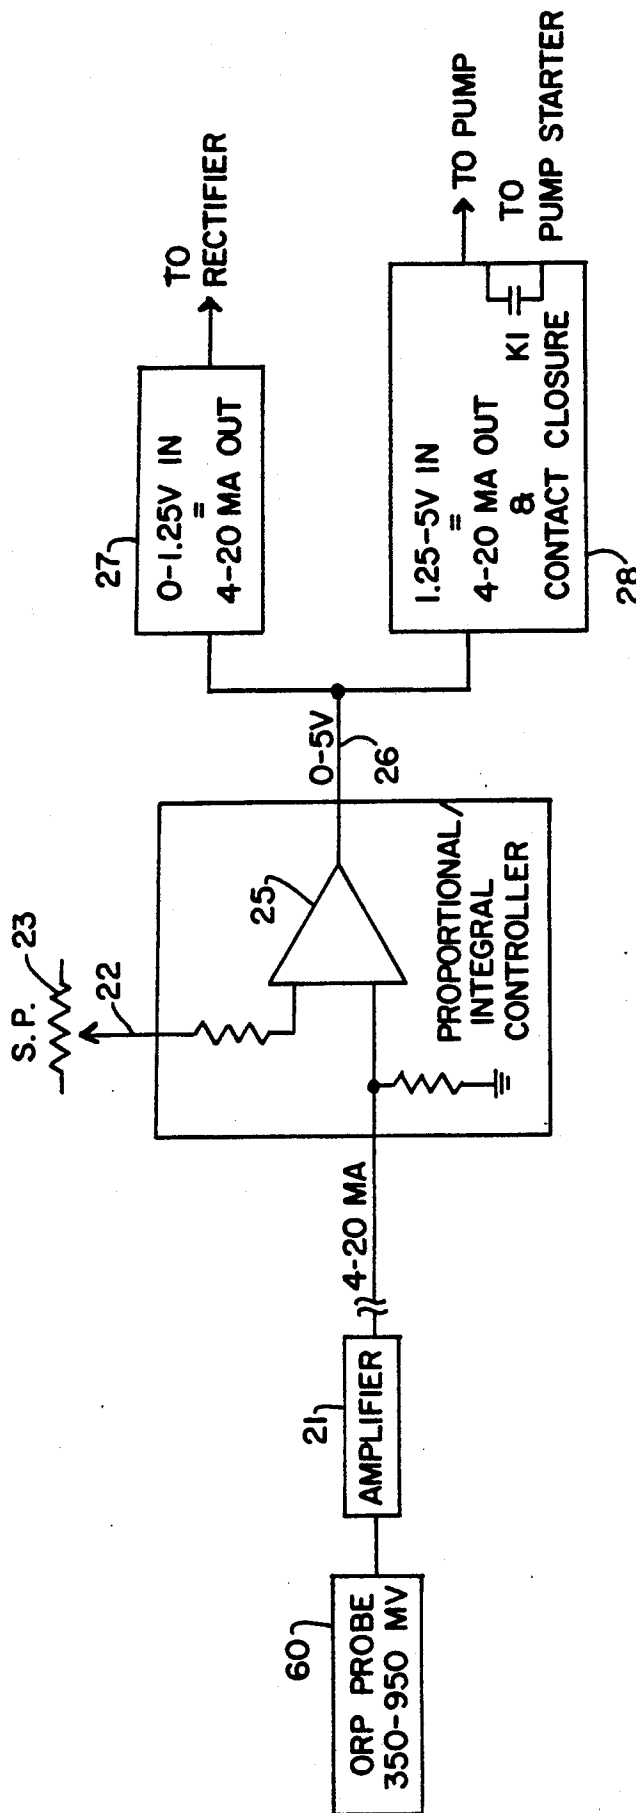 60
ORP PROBE
350-950 MV
21
AMPLIFIER
4-20 MA
S.P.
23
22
25
PROPORTIONAL
INTEGRAL
CONTROLLER
0-5V
26
27
0-1.25V IN
=
4-20 MA OUT
TO
RECTIFIER
1.25-5V IN
=
4-20 MA OUT
&
CONTACT CLOSURE
K1
28
TO PUMP
TO
PUMP STARTER